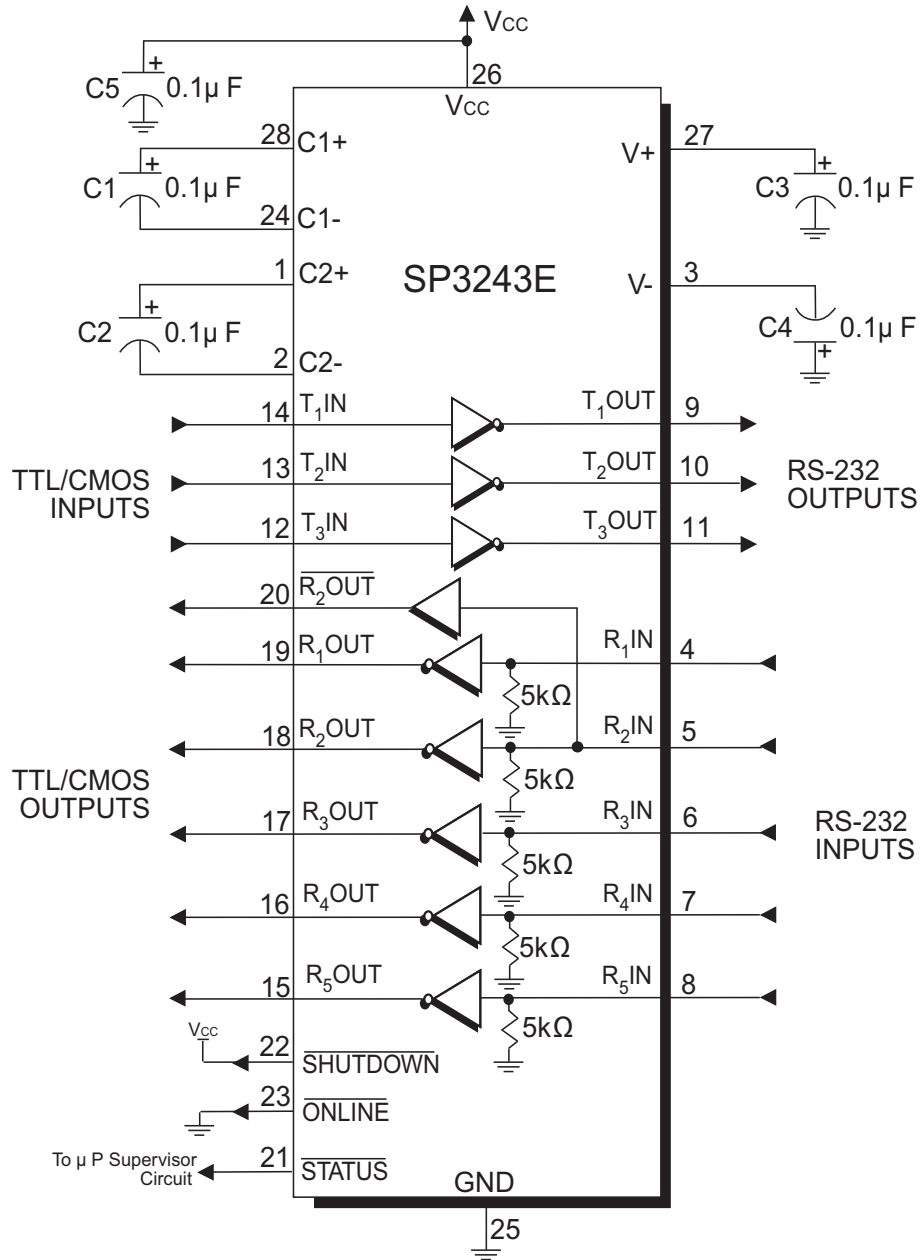 VCC
26
VCC
C5
+
0.1µ F
28
C1+
C1
+
0.1µ F
24
C1-
1
C2+
C2
+
0.1µ F
2
C2-
SP3243E
27
V+
C3
+
0.1µ F
3
V-
C4
0.1µ F
+
TTL/CMOS
INPUTS
14
T₁IN
T₁OUT
9
13
T₂IN
T₂OUT
10
12
T₃IN
T₃OUT
11
RS-232
OUTPUTS
20
R₂OUT
19
R₁OUT
R₁IN
4
5kΩ
18
R₂OUT
R₂IN
5
5kΩ
TTL/CMOS
OUTPUTS
17
R₃OUT
R₃IN
6
5kΩ
RS-232
INPUTS
16
R₄OUT
R₄IN
7
5kΩ
15
R₅OUT
R₅IN
8
5kΩ
VCC
22
SHUTDOWN
23
ONLINE
To µ P Supervisor
Circuit
21
STATUS
GND
25